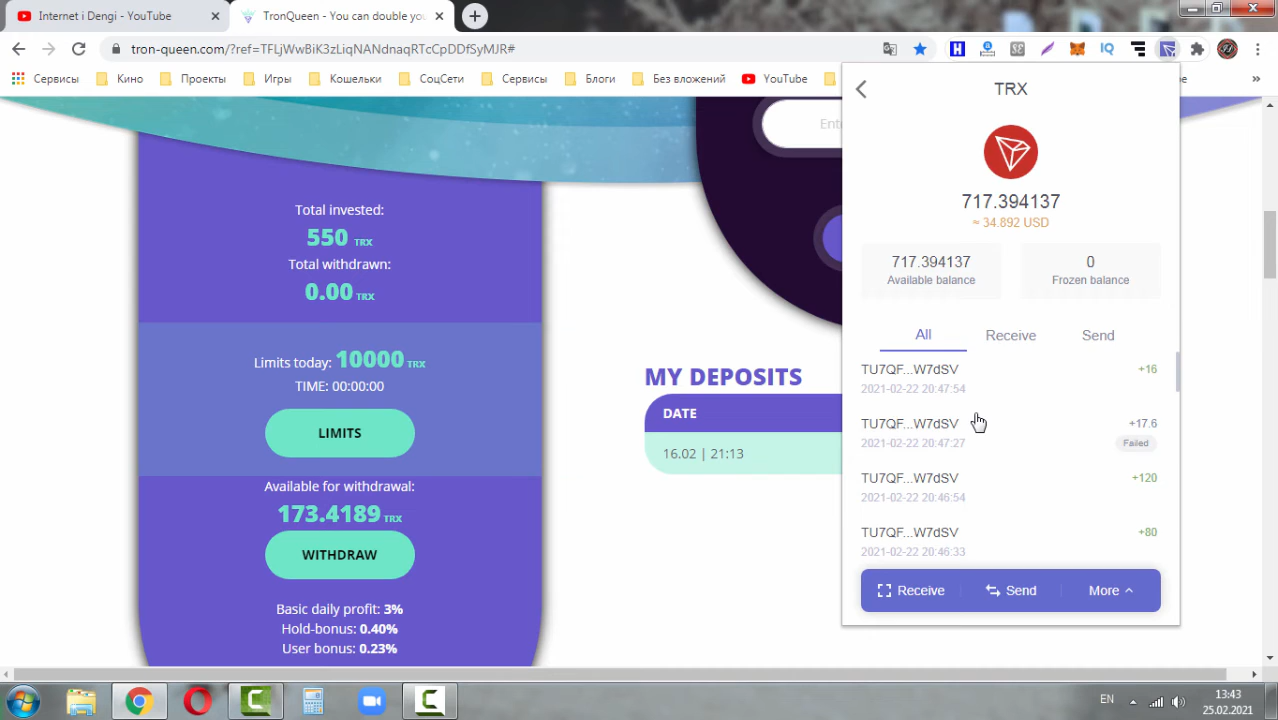 Internet i Dengi - YouTube
TronQueen - You can double you
tron-queen.com/?ref=TFLjWwBiK3zLiqNANdnaqRTcCpDDfSyMJR#
Сервисы
Кино
Проекты
Игры
Кошельки
СоцСети
Сервисы
Блоги
Без вложений
YouTube
Total invested:
550 TRX
Total withdrawn:
0.00 TRX
Limits today: 10000 TRX
TIME: 00:00:00
LIMITS
Available for withdrawal:
173.4189 TRX
WITHDRAW
Basic daily profit: 3%
Hold-bonus: 0.40%
User bonus: 0.23%
MY DEPOSITS
DATE
16.02 | 21:13
TRX
717.394137
≈ 34.892 USD
717.394137
Available balance
0
Frozen balance
All
Receive
Send
TU7QF...W7dSV
+16
2021-02-22 20:47:54
TU7QF...W7dSV
+17.6
2021-02-22 20:47:27
Failed
TU7QF...W7dSV
+120
2021-02-22 20:46:54
TU7QF...W7dSV
+80
2021-02-22 20:46:33
Receive
Send
More
EN
13:43
25.02.2021